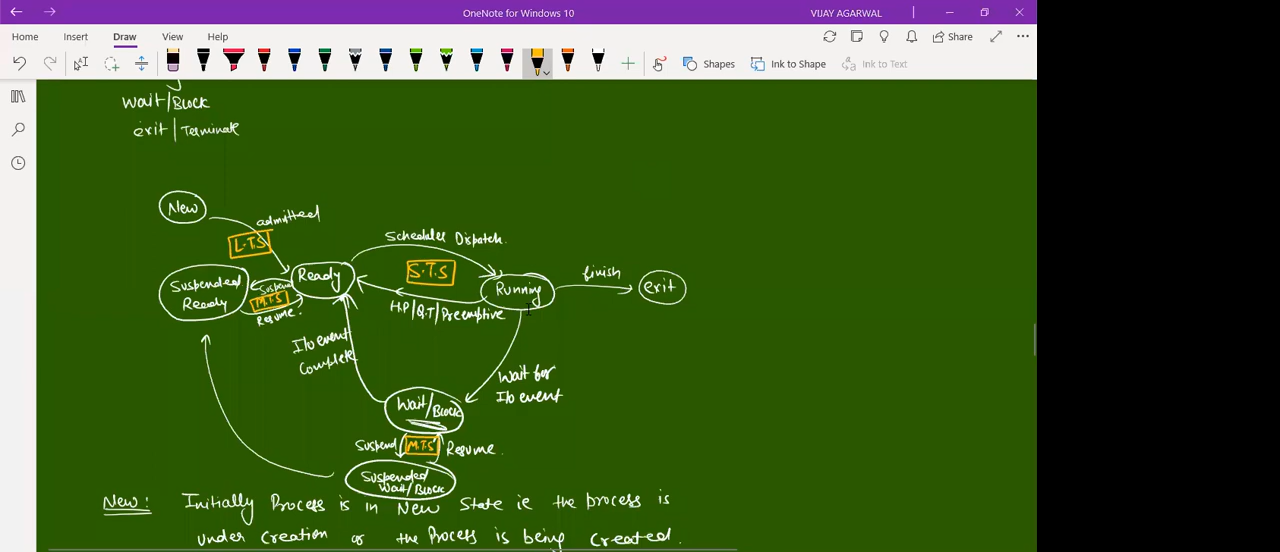 OneNote for Windows 10
VIJAY AGARWAL
Home Insert Draw View Help
Share
Shapes Ink to Shape Ink to Text
Wait/Block
exit/Terminate
New
admitted
L.T.S
Scheduler Dispatch.
Ready
S.T.S
finish
Suspended
Ready
Suspend
M.T.S
Resume.
Running
exit
H.P/Q.T/Preemptive
I/o event
Complete
Wait for
I/o event
Wait/Block
Suspend
M.T.S
Resume.
Suspended
Wait/Block
New: Initially Process is in New State ie the process is
under Creation or the Process is being Created.